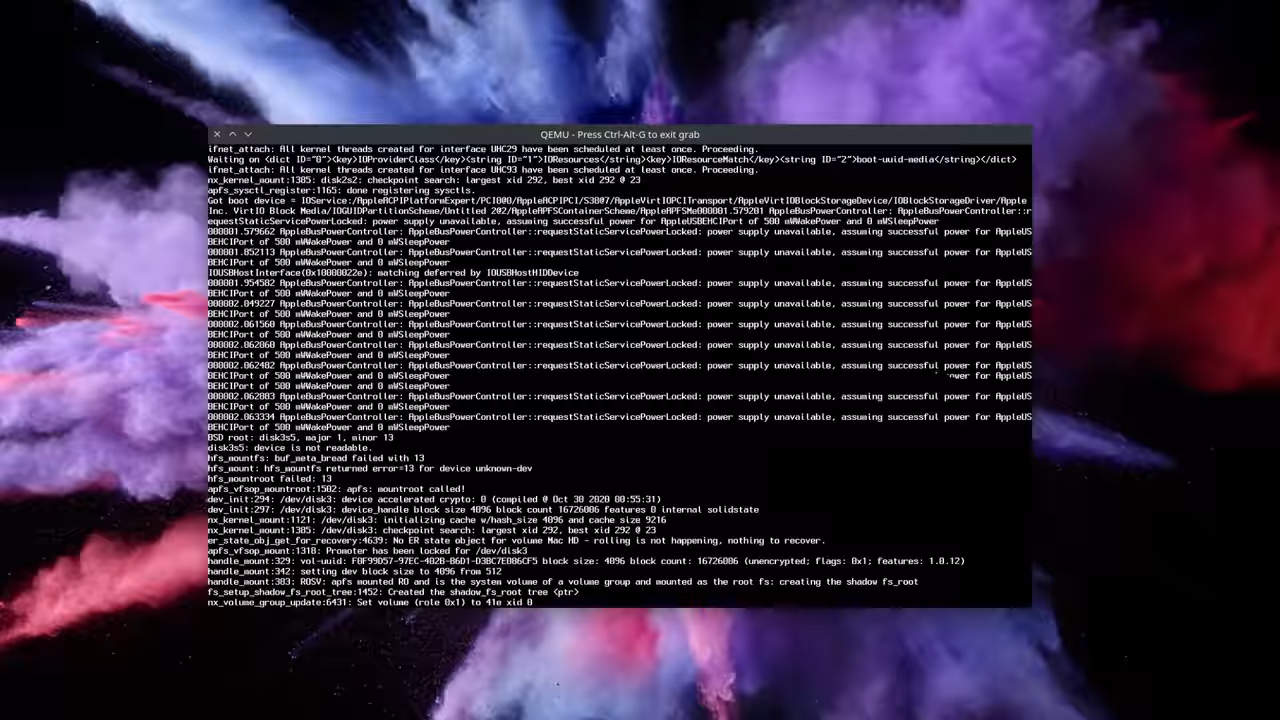 QEMU - Press Ctrl-Alt-G to exit grab
ifnet_attach: All kernel threads created for interface UHC29 have been scheduled at least once. Proceeding.
Waiting on <dict ID="0"><key>IOProviderClass</key><string ID="1">IOResources</string><key>IOResourceMatch</key><string ID="2">boot-uuid-media</string></dict>
ifnet_attach: All kernel threads created for interface UHC93 have been scheduled at least once. Proceeding.
nx_kernel_mount:1385: disk2s2: checkpoint search: largest xid 292, best xid 292 @ 23
apfs_sysctl_register:1165: done registering sysctls.
Got boot device = IOService:/AppleACPIPlatformExpert/PCI000/AppleACPIPCI/S3807/AppleVirtIOPCITransport/AppleVirtIOBlockStorageDevice/IOBlockStorageDriver/Apple
Inc. VirtIO Block Media/IOGUIDPartitionScheme/Untitled 202/AppleAPFSContainerScheme/AppleAPFSMe000001.579201 AppleBusPowerController: AppleBusPowerController::r
equestStaticServicePowerLocked: power supply unavailable, assuming successful power for AppleUSBEHCIPort of 500 mWWakePower and 0 mWSleepPower
000001.579662 AppleBusPowerController: AppleBusPowerController::requestStaticServicePowerLocked: power supply unavailable, assuming successful power for AppleUS
BEHCIPort of 500 mWWakePower and 0 mWSleepPower
000001.852113 AppleBusPowerController: AppleBusPowerController::requestStaticServicePowerLocked: power supply unavailable, assuming successful power for AppleUS
BEHCIPort of 500 mWWakePower and 0 mWSleepPower
IOUSBHostInterface(0x10000022e): matching deferred by IOUSBHostHIDDevice
000001.954582 AppleBusPowerController: AppleBusPowerController::requestStaticServicePowerLocked: power supply unavailable, assuming successful power for AppleUS
BEHCIPort of 500 mWWakePower and 0 mWSleepPower
000002.049227 AppleBusPowerController: AppleBusPowerController::requestStaticServicePowerLocked: power supply unavailable, assuming successful power for AppleUS
BEHCIPort of 500 mWWakePower and 0 mWSleepPower
000002.061560 AppleBusPowerController: AppleBusPowerController::requestStaticServicePowerLocked: power supply unavailable, assuming successful power for AppleUS
BEHCIPort of 500 mWWakePower and 0 mWSleepPower
000002.062060 AppleBusPowerController: AppleBusPowerController::requestStaticServicePowerLocked: power supply unavailable, assuming successful power for AppleUS
BEHCIPort of 500 mWWakePower and 0 mWSleepPower
000002.062482 AppleBusPowerController: AppleBusPowerController::requestStaticServicePowerLocked: power supply unavailable, assuming successful power for AppleUS
BEHCIPort of 500 mWWakePower and 0 mWSleepPower for AppleUS
BEHCIPort of 500 mWWakePower and 0 mWSleepPower
000002.062883 AppleBusPowerController: AppleBusPowerController::requestStaticServicePowerLocked: power supply unavailable, assuming successful power for AppleUS
BEHCIPort of 500 mWWakePower and 0 mWSleepPower
000002.063334 AppleBusPowerController: AppleBusPowerController::requestStaticServicePowerLocked: power supply unavailable, assuming successful power for AppleUS
BEHCIPort of 500 mWWakePower and 0 mWSleepPower
BSD root: disk3s5, major 1, minor 13
disk3s5: device is not readable.
hfs_mountfs: buf_meta_bread failed with 13
hfs_mount: hfs_mountfs returned error=13 for device unknown-dev
hfs_mountroot failed: 13
apfs_vfsop_mountroot:1502: apfs: mountroot called!
dev_init:294: /dev/disk3: device accelerated crypto: 0 (compiled @ Oct 30 2020 00:55:31)
dev_init:297: /dev/disk3: device_handle block size 4096 block count 16726086 features 0 internal solidstate
nx_kernel_mount:1121: /dev/disk3: initializing cache w/hash_size 4096 and cache size 9216
nx_kernel_mount:1385: /dev/disk3: checkpoint search: largest xid 292, best xid 292 @ 23
er_state_obj_get_for_recovery:4639: No ER state object for volume Mac HD - rolling is not happening, nothing to recover.
apfs_vfsop_mount:1318: Promoter has been locked for /dev/disk3
handle_mount:329: vol-uuid: F0F99D57-97EC-402B-B6D1-D3BC7E086CF5 block size: 4096 block count: 16726086 (unencrypted; flags: 0x1; features: 1.0.12)
handle_mount:342: setting dev block size to 4096 from 512
handle_mount:383: ROSV: apfs mounted RO and is the system volume of a volume group and mounted as the root fs: creating the shadow fs_root
fs_setup_shadow_fs_root_tree:1452: Created the shadow_fs_root tree <ptr>
nx_volume_group_update:6431: Set volume (role 0x1) to 41e xid 0